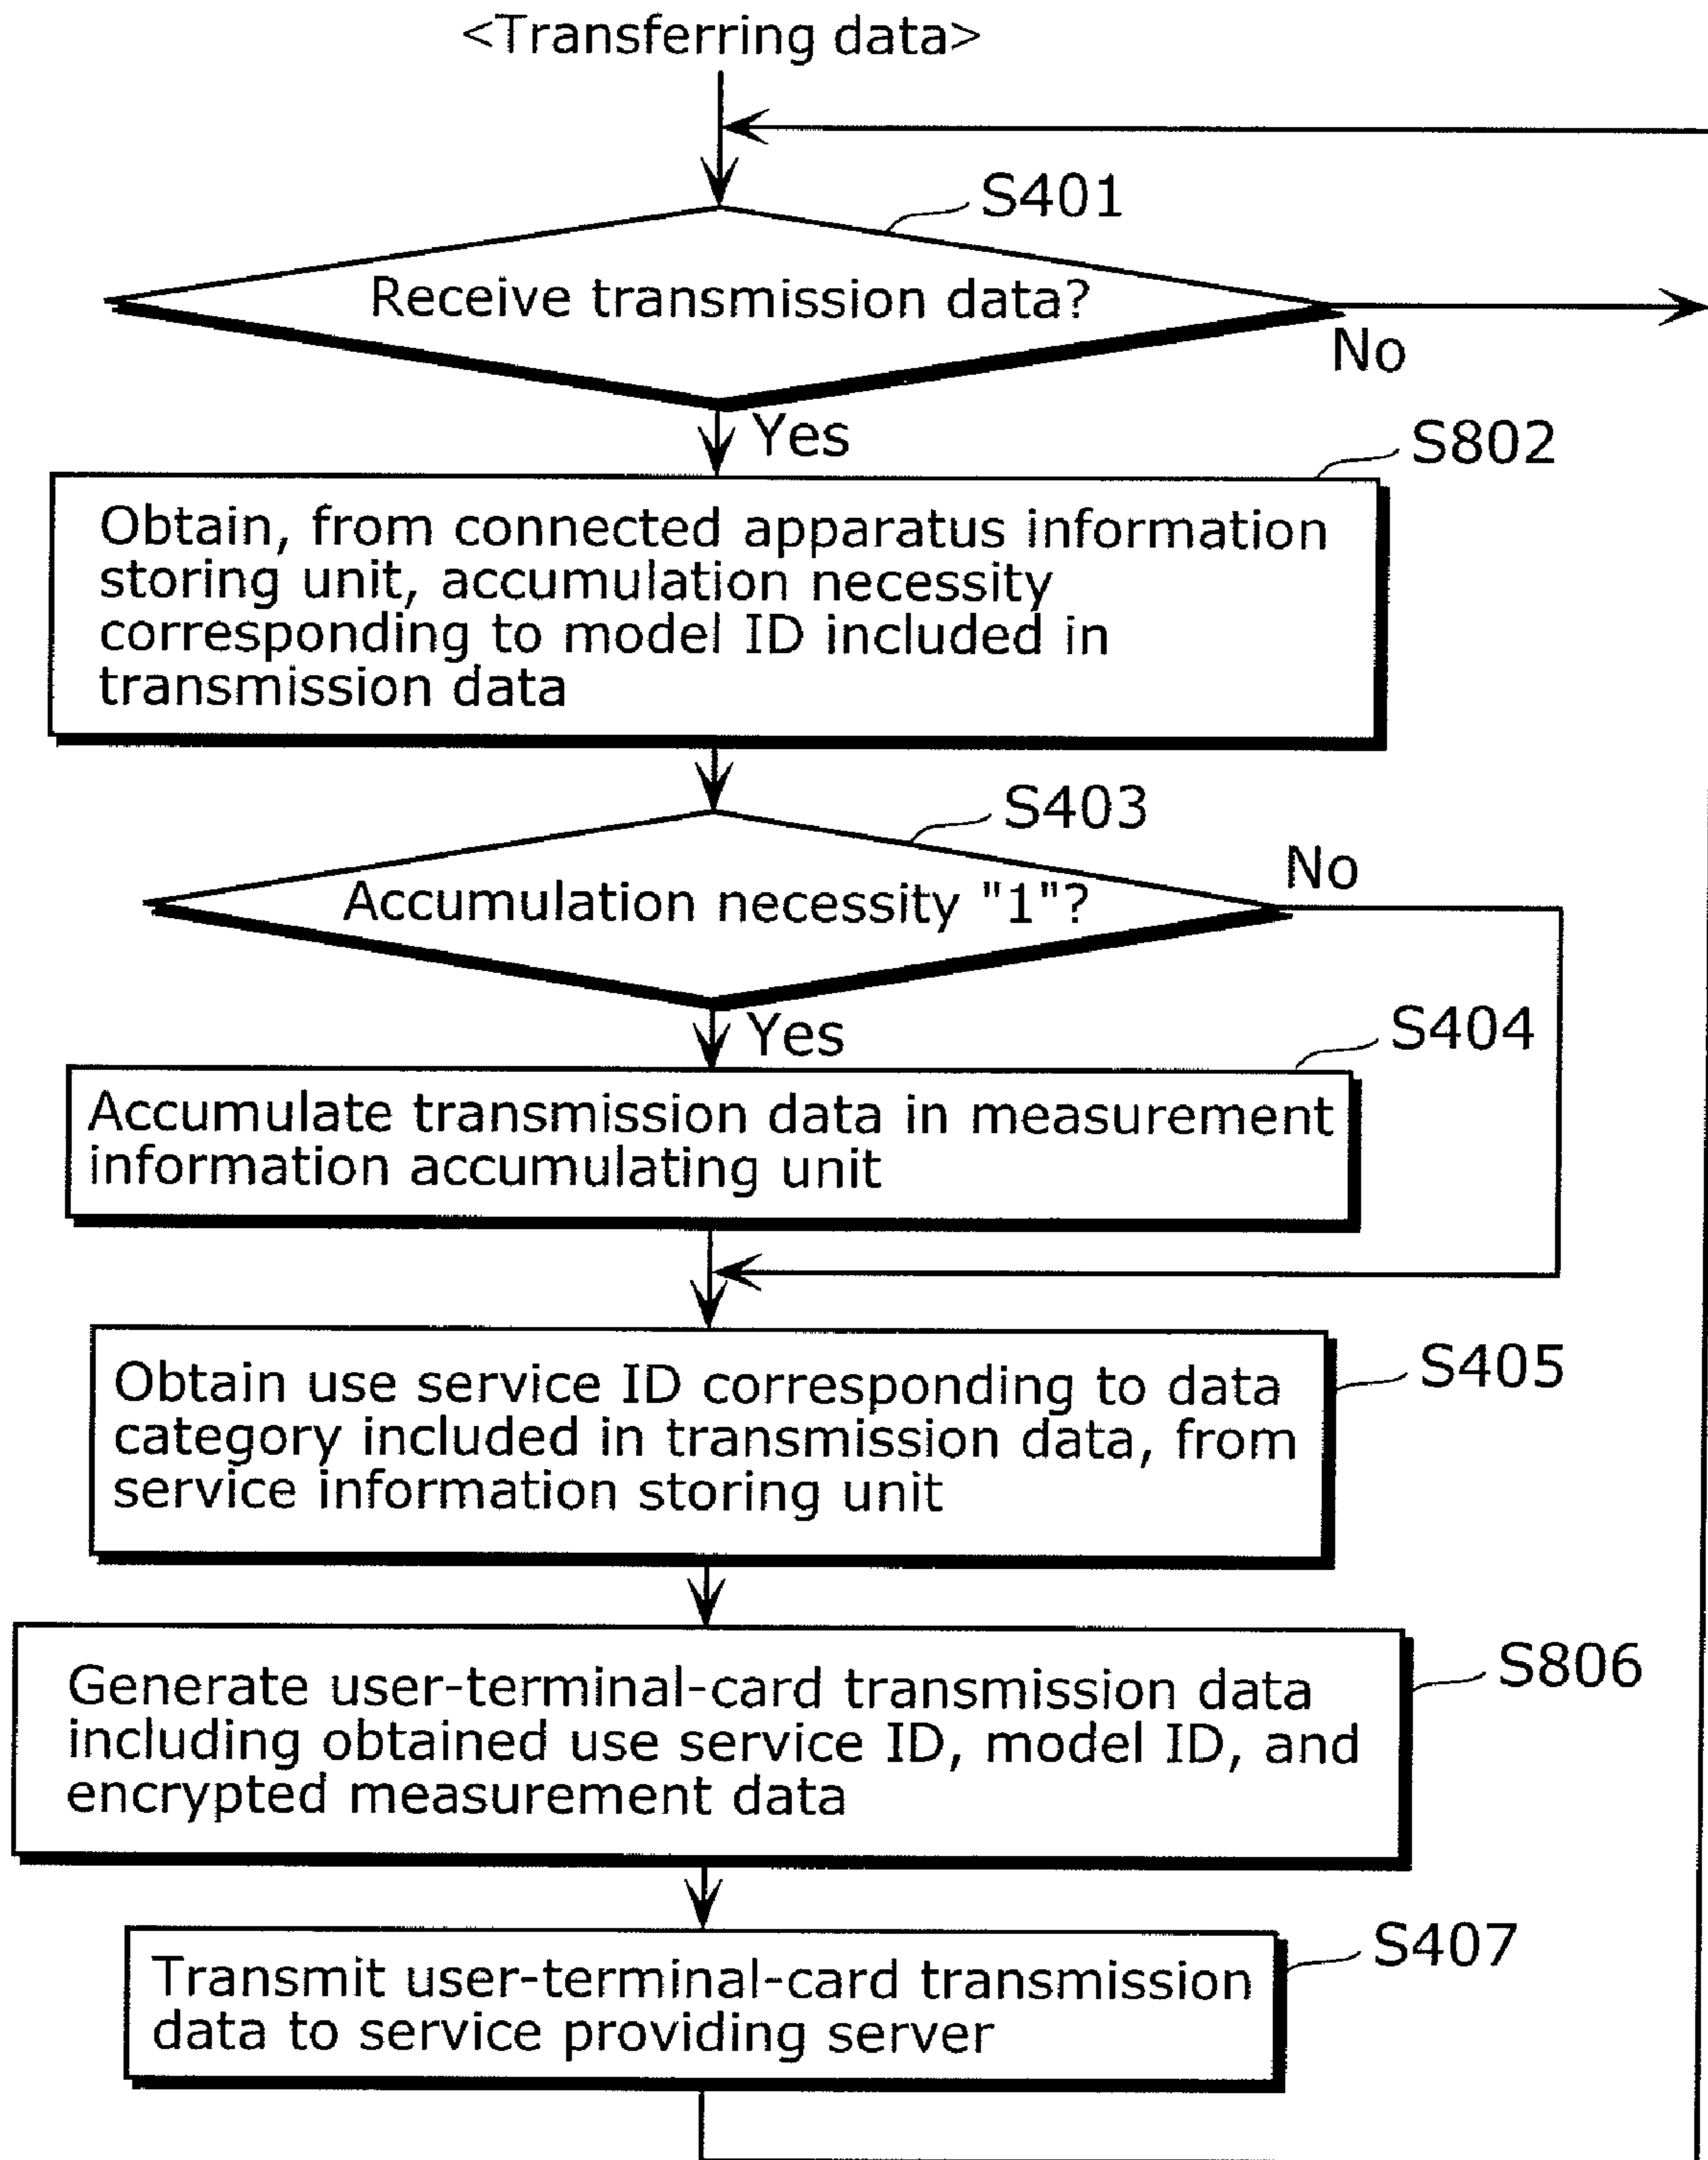 <Transferring data>
S401
Receive transmission data?
No
Yes
S802
Obtain, from connected apparatus information
storing unit, accumulation necessity
corresponding to model ID included in
transmission data
S403
No
Accumulation necessity "1"?
Yes
S404
Accumulate transmission data in measurement
information accumulating unit
S405
Obtain use service ID corresponding to data
category included in transmission data, from
service information storing unit
S806
Generate user-terminal-card transmission data
including obtained use service ID, model ID, and
encrypted measurement data
S407
Transmit user-terminal-card transmission
data to service providing server